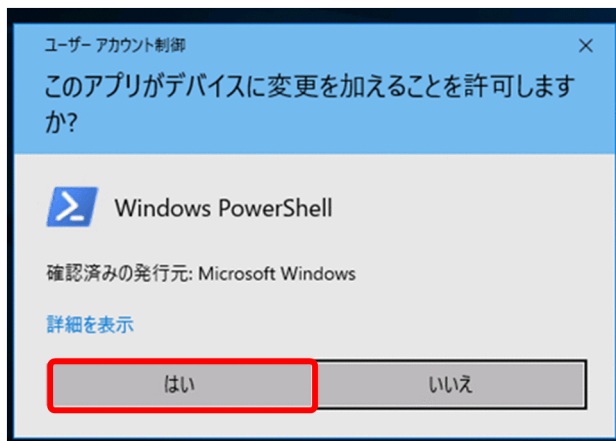 ユーザー アカウント制御
このアプリがデバイスに変更を加えることを許可します
か?
Windows PowerShell
確認済みの発行元: Microsoft Windows
詳細を表示
はい
いいえ